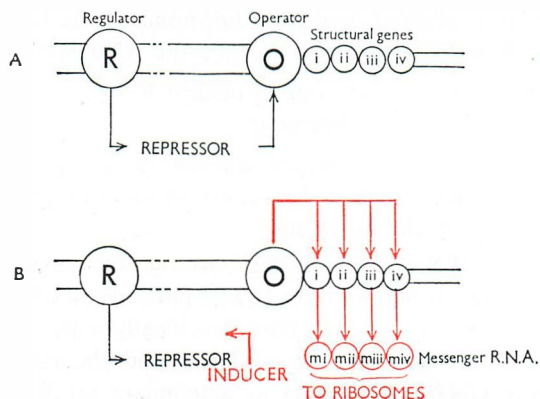 Regulator Operator
Structural genes
A R O i ii iii iv
REPRESSOR
B R O i ii iii iv
REPRESSOR mi mii miii miv Messenger R.N.A.
INDUCER
TO RIBOSOMES